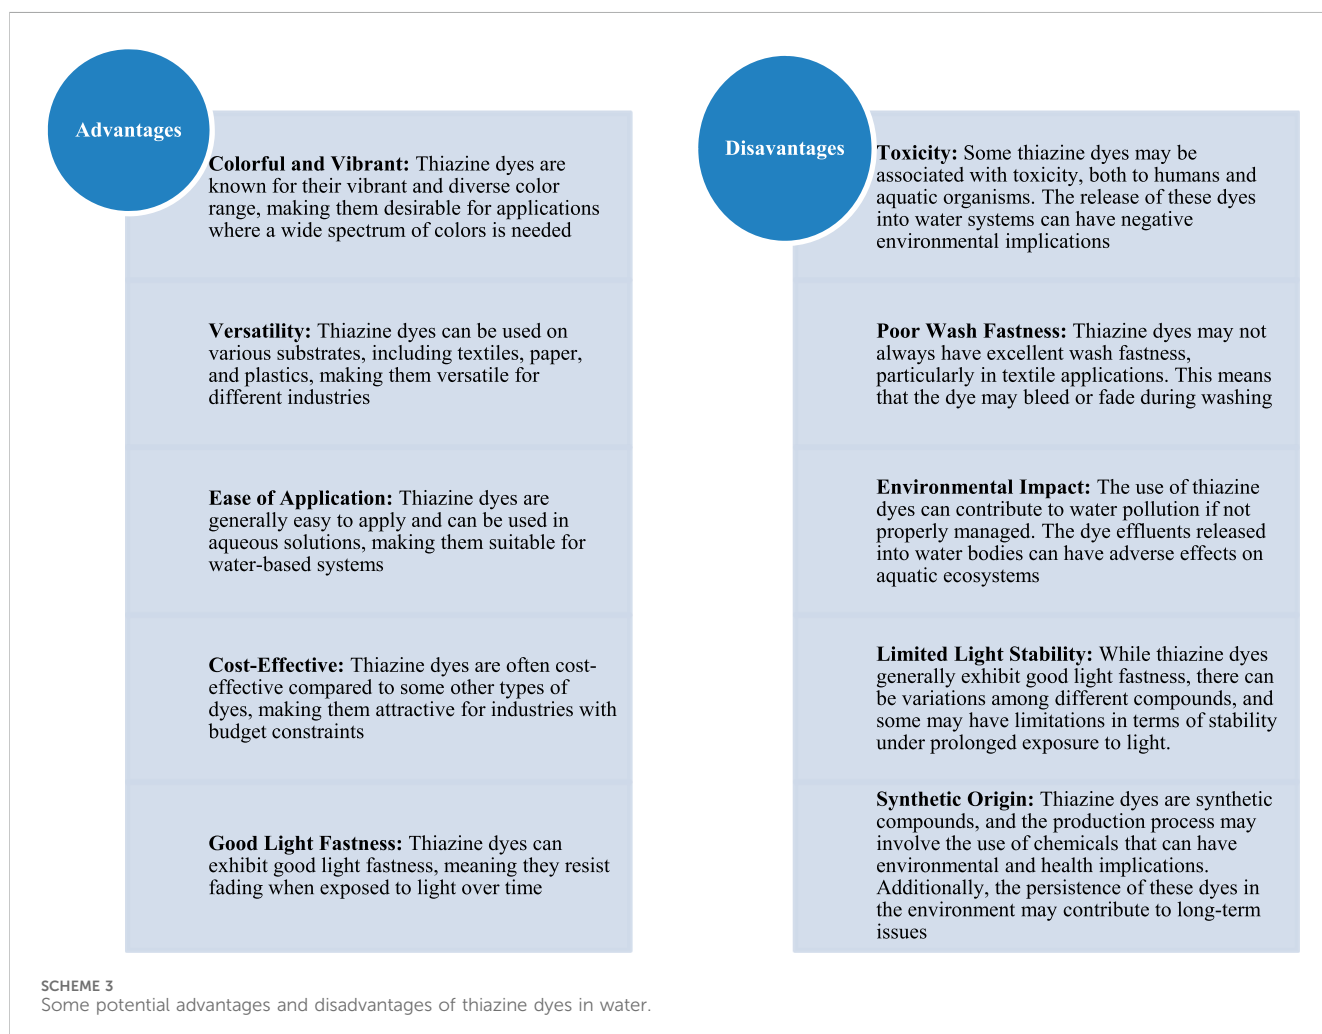 Advantages
Colorful and Vibrant: Thiazine dyes are
known for their vibrant and diverse color
range, making them desirable for applications
where a wide spectrum of colors is needed
Versatility: Thiazine dyes can be used on
various substrates, including textiles, paper,
and plastics, making them versatile for
different industries
Ease of Application: Thiazine dyes are
generally easy to apply and can be used in
aqueous solutions, making them suitable for
water-based systems
Cost-Effective: Thiazine dyes are often cost-
effective compared to some other types of
dyes, making them attractive for industries with
budget constraints
Good Light Fastness: Thiazine dyes can
exhibit good light fastness, meaning they resist
fading when exposed to light over time
Disavantages
Toxicity: Some thiazine dyes may be
associated with toxicity, both to humans and
aquatic organisms. The release of these dyes
into water systems can have negative
environmental implications
Poor Wash Fastness: Thiazine dyes may not
always have excellent wash fastness,
particularly in textile applications. This means
that the dye may bleed or fade during washing
Environmental Impact: The use of thiazine
dyes can contribute to water pollution if not
properly managed. The dye effluents released
into water bodies can have adverse effects on
aquatic ecosystems
Limited Light Stability: While thiazine dyes
generally exhibit good light fastness, there can
be variations among different compounds, and
some may have limitations in terms of stability
under prolonged exposure to light.
Synthetic Origin: Thiazine dyes are synthetic
compounds, and the production process may
involve the use of chemicals that can have
environmental and health implications.
Additionally, the persistence of these dyes in
the environment may contribute to long-term
issues
SCHEME 3
Some potential advantages and disadvantages of thiazine dyes in water.